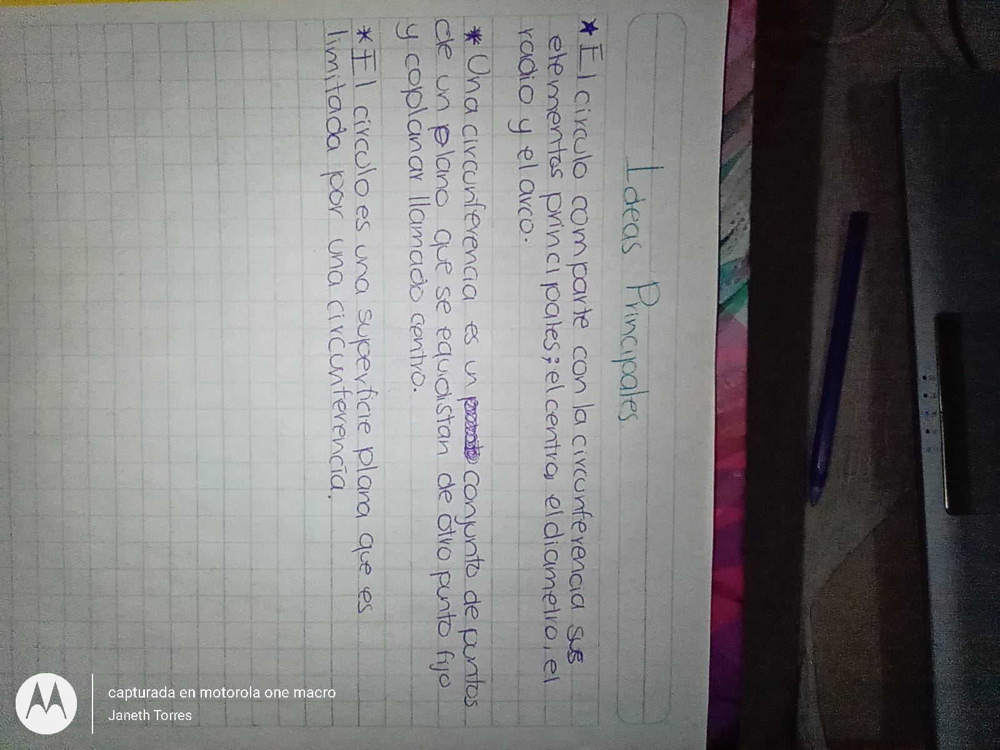 Ideas Principales.
★ El circulo comparte con la circunferencia sus
elementos principales; el centro, el diametro, el
radio y el arco.
* Una circunferencia es un conjunto de puntos
de un plano que se equidistan de otro punto fijo
y coplanar llamado centro.
* El circulo es una superficie plana que es
limitada por una circunferrencia.
capturada en motorola one macro
Janeth Torres